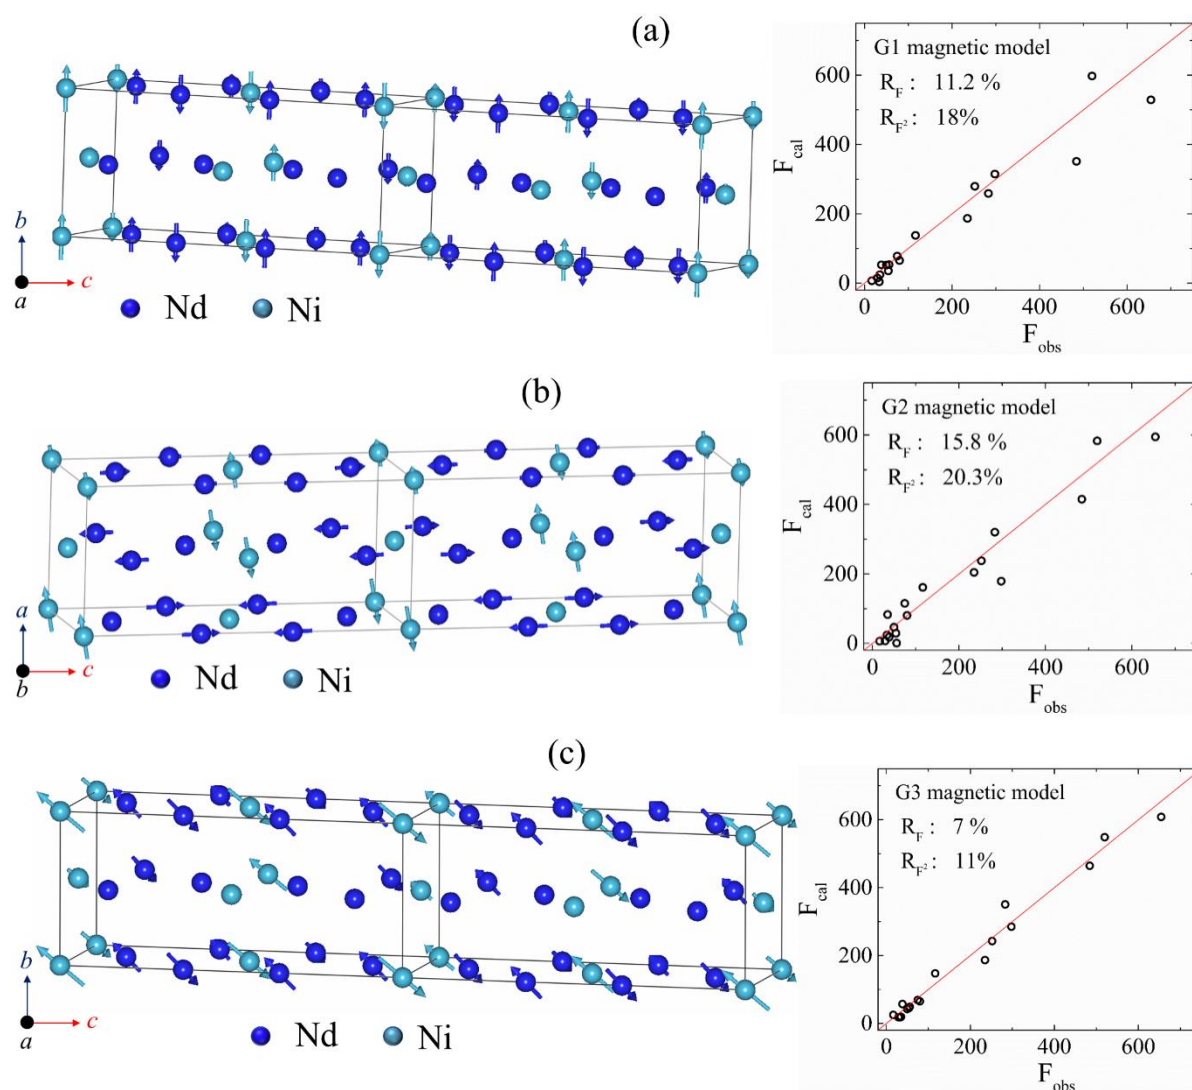 (a)
b
a
c
Nd
Ni
G1 magnetic model
R_F : 11.2 %
R_F² : 18%
F_cal
600
400
200
0
0
200
400
600
F_obs
(b)
a
b
c
Nd
Ni
G2 magnetic model
R_F : 15.8 %
R_F² : 20.3%
F_cal
600
400
200
0
0
200
400
600
F_obs
(c)
b
a
c
Nd
Ni
G3 magnetic model
R_F : 7 %
R_F² : 11%
F_cal
600
400
200
0
0
200
400
600
F_obs